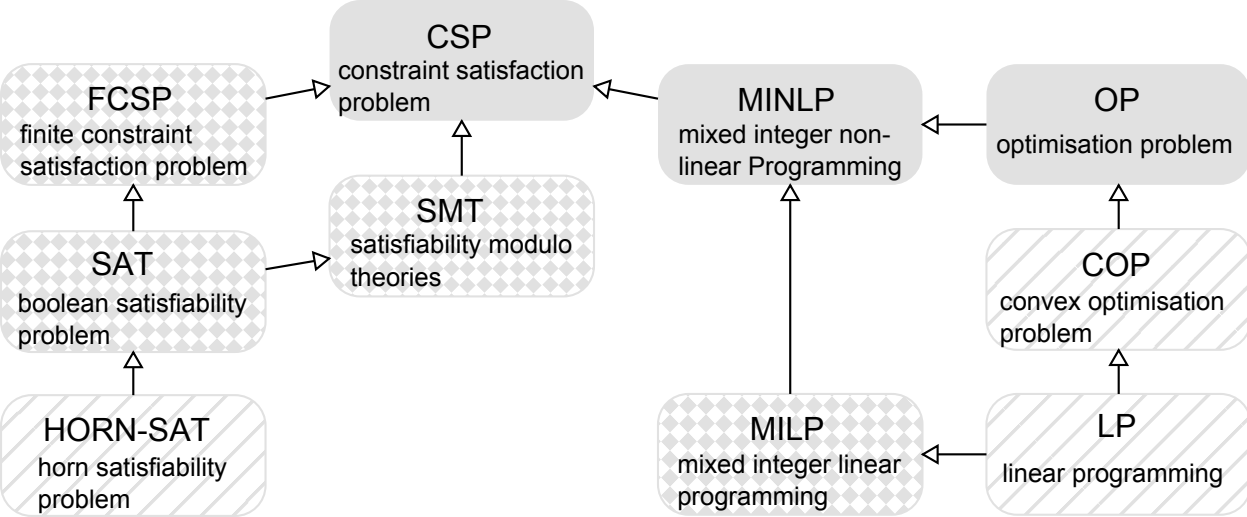 CSP
constraint satisfaction
problem
FCSP
finite constraint
satisfaction problem
MINLP
mixed integer non-
linear Programming
OP
optimisation problem
SMT
satisfiability modulo
theories
SAT
boolean satisfiability
problem
COP
convex optimisation
problem
HORN-SAT
horn satisfiability
problem
MILP
mixed integer linear
programming
LP
linear programming